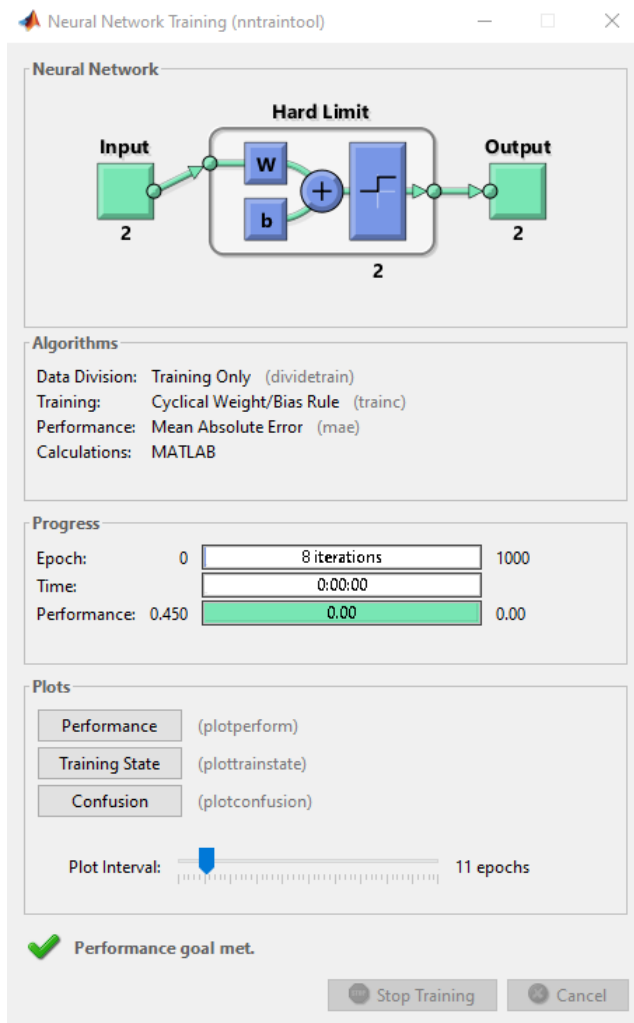 Neural Network Training (nntraintool)
Neural Network
Hard Limit
Input
Output
W
b
+
2
2
2
Algorithms
Data Division: Training Only (dividetrain)
Training: Cyclical Weight/Bias Rule (trainc)
Performance: Mean Absolute Error (mae)
Calculations: MATLAB
Progress
Epoch: 0 8 iterations 1000
Time: 0:00:00
Performance: 0.450 0.00 0.00
Plots
Performance (plotperform)
Training State (plottrainstate)
Confusion (plotconfusion)
Plot Interval: 11 epochs
Performance goal met.
Stop Training Cancel